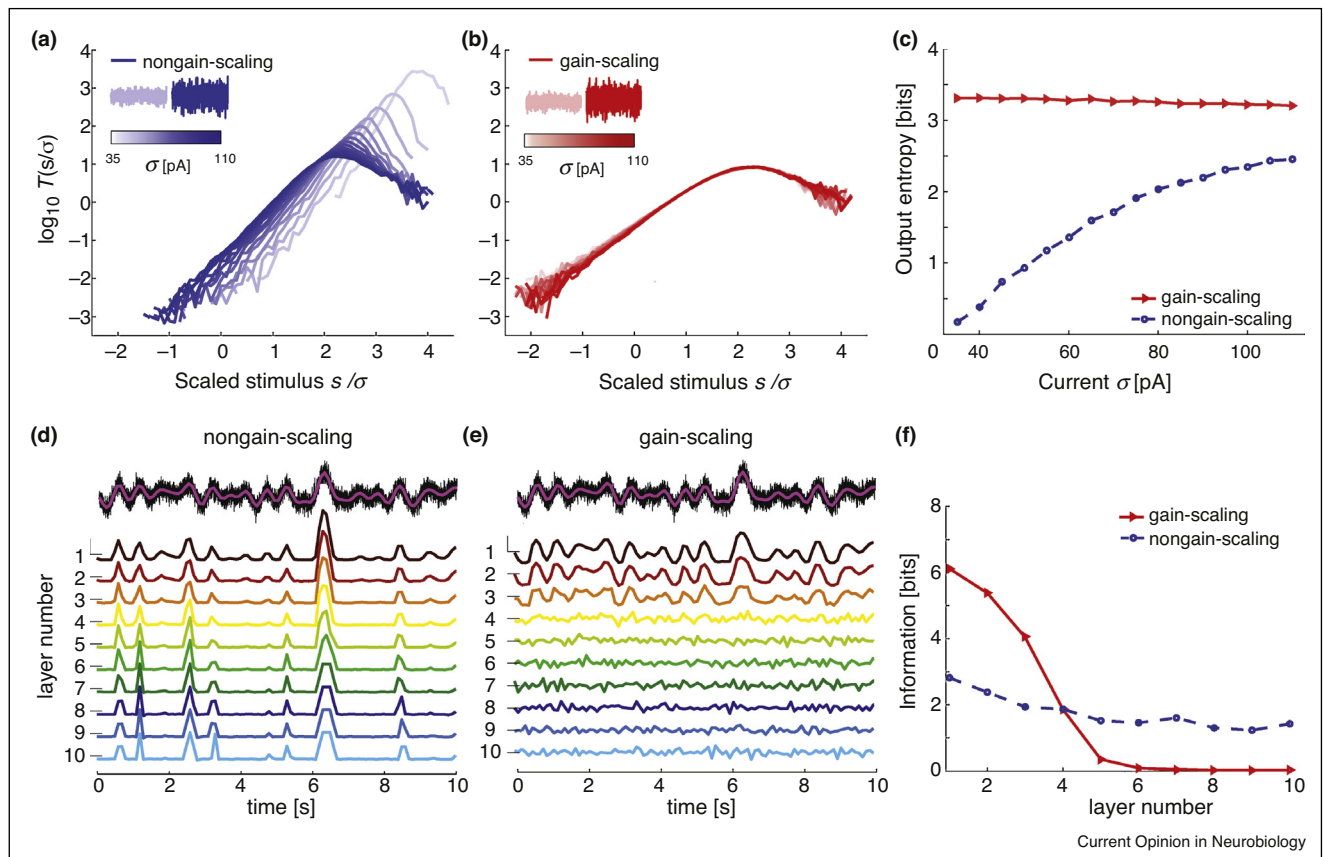 (a)
nongain-scaling
35
110
σ [pA]
4
3
2
1
0
−1
−2
−3
log10 T(s/σ)
−2 −1 0 1 2 3 4
Scaled stimulus s /σ
(b)
gain-scaling
35
110
σ [pA]
4
3
2
1
0
−1
−2
−3
−2 −1 0 1 2 3 4
Scaled stimulus s /σ
(c)
4
3
2
1
0
Output entropy [bits]
gain-scaling
nongain-scaling
0 40 60 80 100
Current σ [pA]
(d)
nongain-scaling
layer number
1
2
3
4
5
6
7
8
9
10
0 2 4 6 8 10
time [s]
(e)
gain-scaling
1
2
3
4
5
6
7
8
9
10
0 2 4 6 8 10
time [s]
(f)
8
6
4
2
0
Information [bits]
gain-scaling
nongain-scaling
2 4 6 8 10
layer number
Current Opinion in Neurobiology